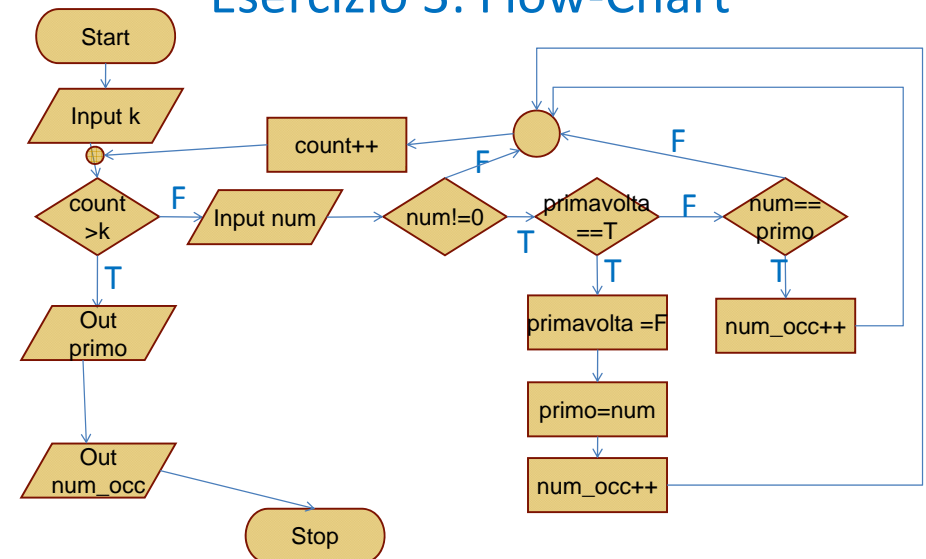 Esercizio 3: Flow-Chart
Start
Input k
count++
count
>k
F
Input num
num!=0
F
T
primavolta
==T
F
T
num==
primo
F
T
T
Out
primo
primavolta =F
num_occ++
primo=num
Out
num_occ
num_occ++
Stop